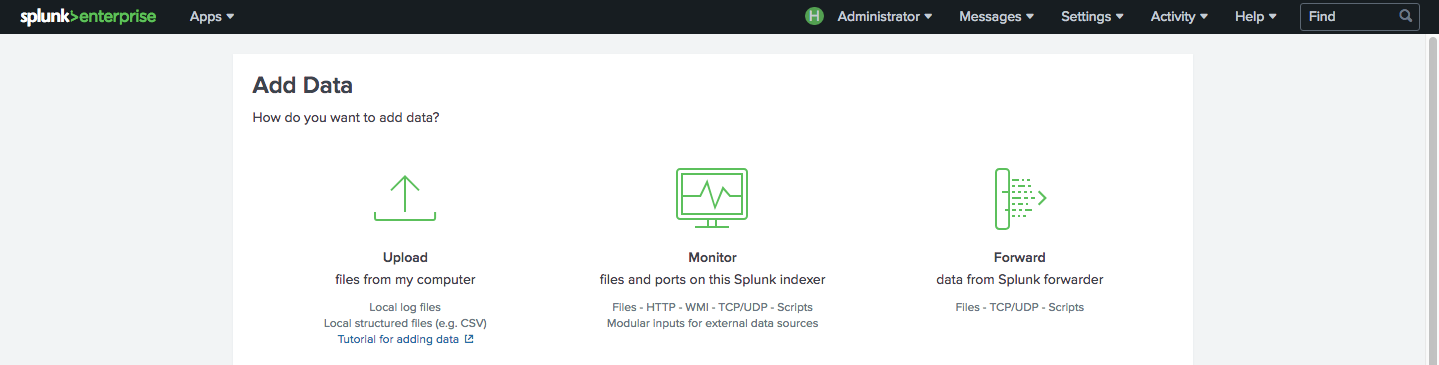 splunk>enterprise Apps H Administrator Messages Settings Activity Help Find
Add Data
How do you want to add data?
Upload
files from my computer
Local log files
Local structured files (e.g. CSV)
Tutorial for adding data
Monitor
files and ports on this Splunk indexer
Files - HTTP - WMI - TCP/UDP - Scripts
Modular inputs for external data sources
Forward
data from Splunk forwarder
Files - TCP/UDP - Scripts